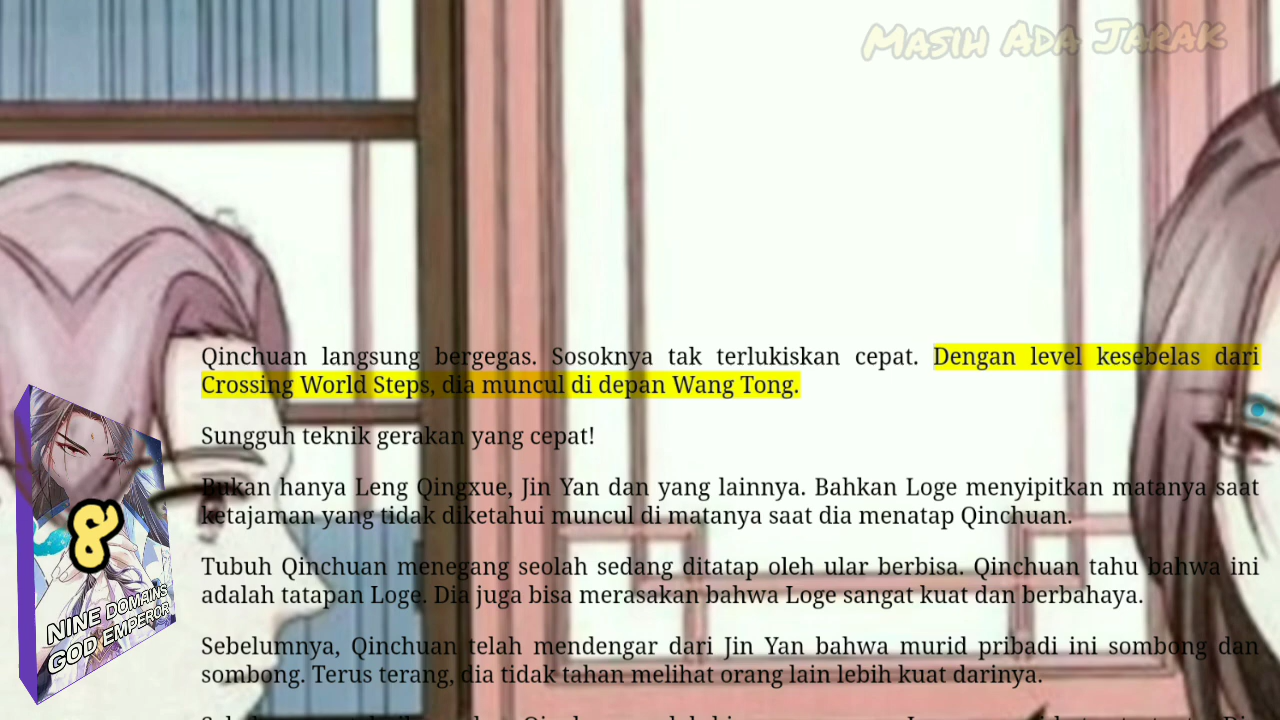 Masih Ada Jarak
Qinchuan langsung bergegas. Sosoknya tak terlukiskan cepat. Dengan level kesebelas dari
Crossing World Steps, dia muncul di depan Wang Tong.
Sungguh teknik gerakan yang cepat!
Bukan hanya Leng Qingxue, Jin Yan dan yang lainnya. Bahkan Loge menyipitkan matanya saat
ketajaman yang tidak diketahui muncul di matanya saat dia menatap Qinchuan.
Tubuh Qinchuan menegang seolah sedang ditatap oleh ular berbisa. Qinchuan tahu bahwa ini
adalah tatapan Loge. Dia juga bisa merasakan bahwa Loge sangat kuat dan berbahaya.
Sebelumnya, Qinchuan telah mendengar dari Jin Yan bahwa murid pribadi ini sombong dan
sombong. Terus terang, dia tidak tahan melihat orang lain lebih kuat darinya.
8
NINE DOMAINS
GOD EMPEROR